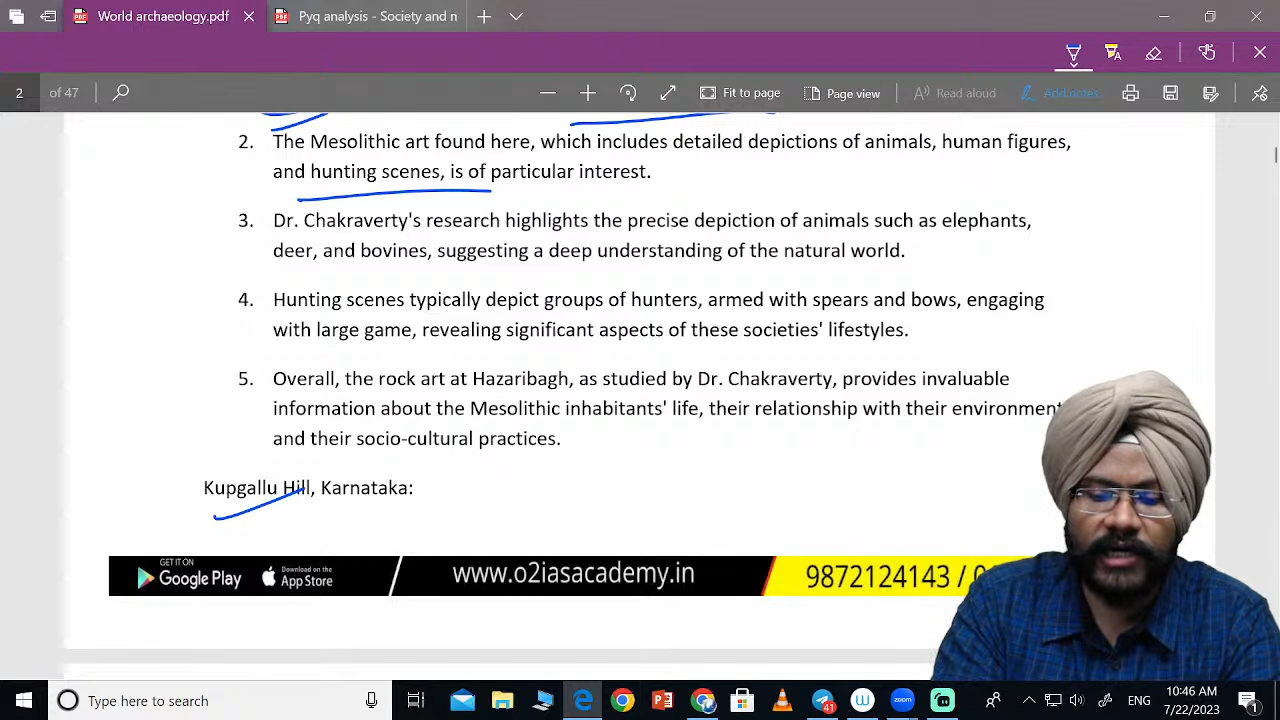 World archaeology.pdf
Pyq analysis - Society and n
2 of 47
Fit to page
Page view
Read aloud
Add notes
2. The Mesolithic art found here, which includes detailed depictions of animals, human figures,
and hunting scenes, is of particular interest.
3. Dr. Chakraverty's research highlights the precise depiction of animals such as elephants,
deer, and bovines, suggesting a deep understanding of the natural world.
4. Hunting scenes typically depict groups of hunters, armed with spears and bows, engaging
with large game, revealing significant aspects of these societies' lifestyles.
5. Overall, the rock art at Hazaribagh, as studied by Dr. Chakraverty, provides invaluable
information about the Mesolithic inhabitants' life, their relationship with their environment
and their socio-cultural practices.
Kupgallu Hill, Karnataka:
GET IT ON
Google Play
Download on the
App Store
www.o2iasacademy.in
9872124143 /
Type here to search
41
zoom
ENG
10:46 AM
7/22/2023
1